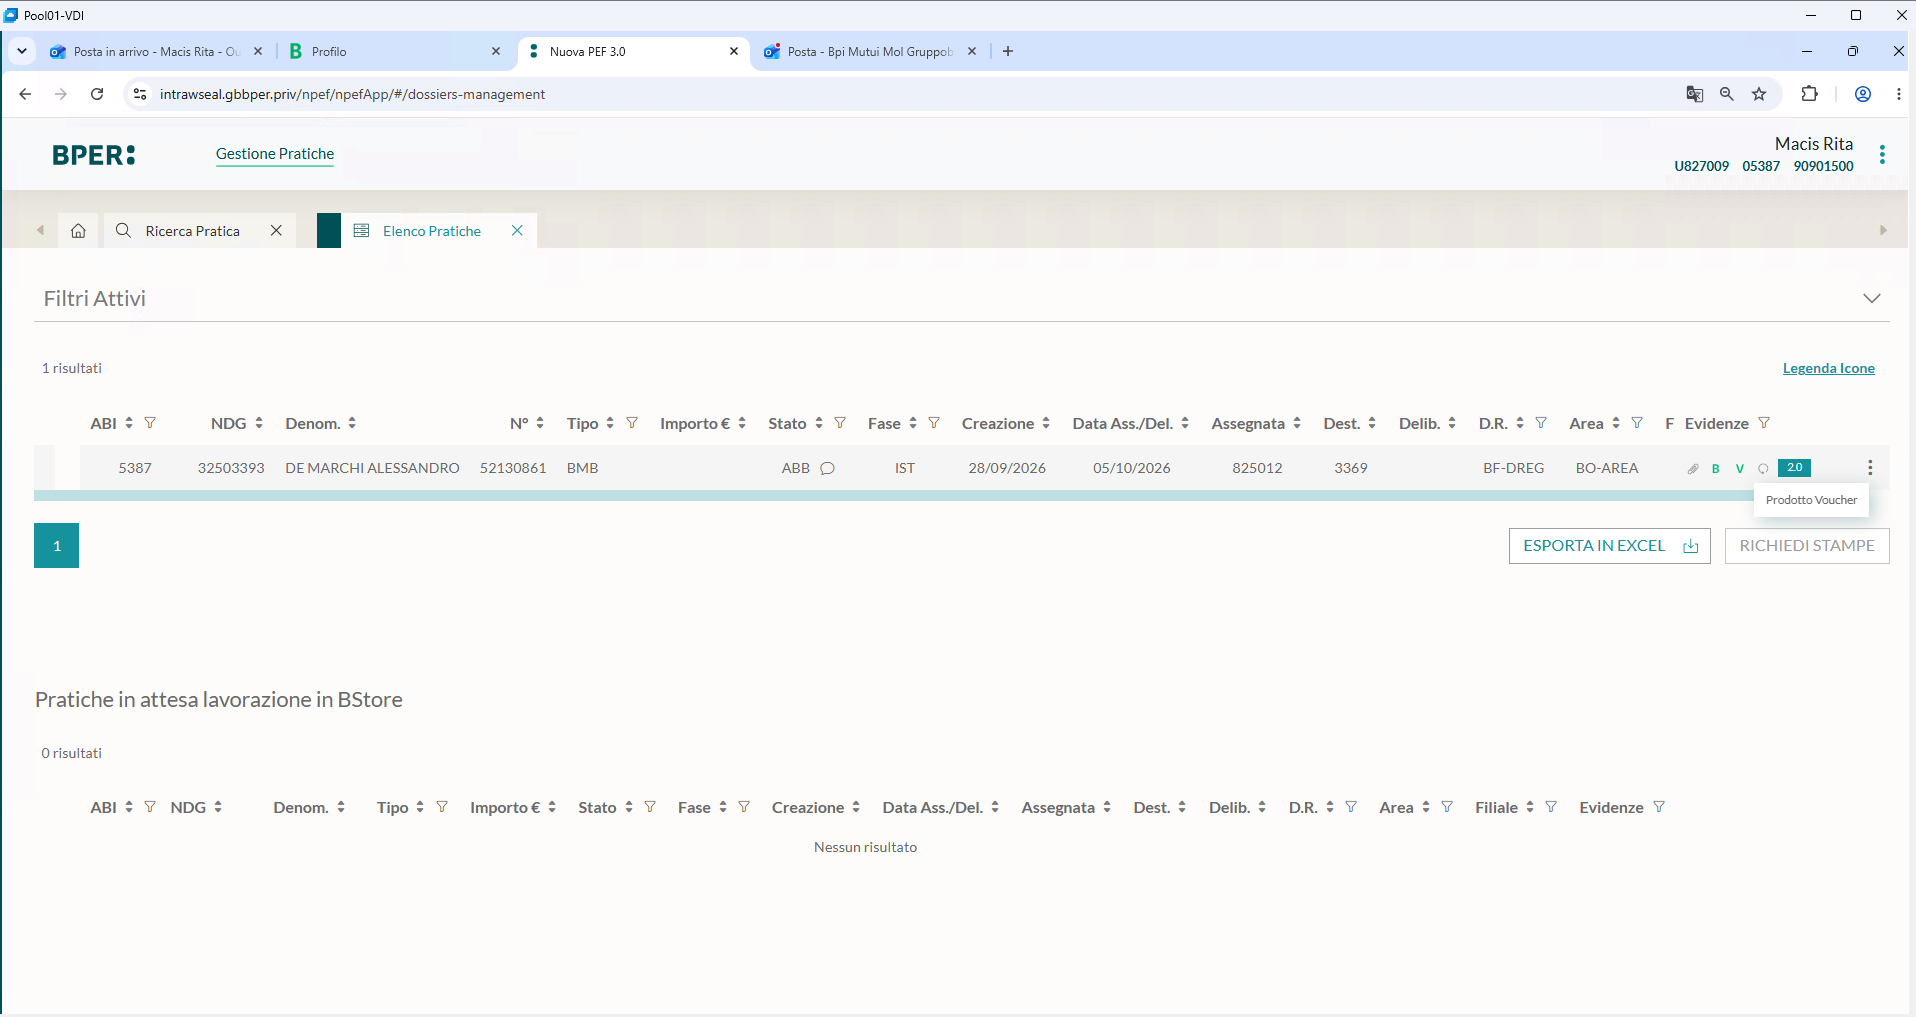 Pool01-VDI
Posta in arrivo - Macis Rita - Ou
Profilo
Nuova PEF 3.0
Posta - Bpi Mutui Mol Gruppob
intrawseal.gbbper.priv/npef/npefApp/#/dossiers-management
BPER:
Gestione Pratiche
Macis Rita
U827009 05387 90901500
Ricerca Pratica
Elenco Pratiche
Filtri Attivi
1 risultati
Legenda Icone
ABI NDG Denom. N° Tipo Importo € Stato Fase Creazione Data Ass./Del. Assegnata Dest. Delib. D.R. Area F Evidenze
5387 32503393 DE MARCHI ALESSANDRO 52130861 BMB ABB IST 28/09/2026 05/10/2026 825012 3369 BF-DREG BO-AREA B V 2.0
Prodotto Voucher
1
ESPORTA IN EXCEL
RICHIEDI STAMPE
Pratiche in attesa lavorazione in BStore
0 risultati
ABI NDG Denom. Tipo Importo € Stato Fase Creazione Data Ass./Del. Assegnata Dest. Delib. D.R. Area Filiale Evidenze
Nessun risultato